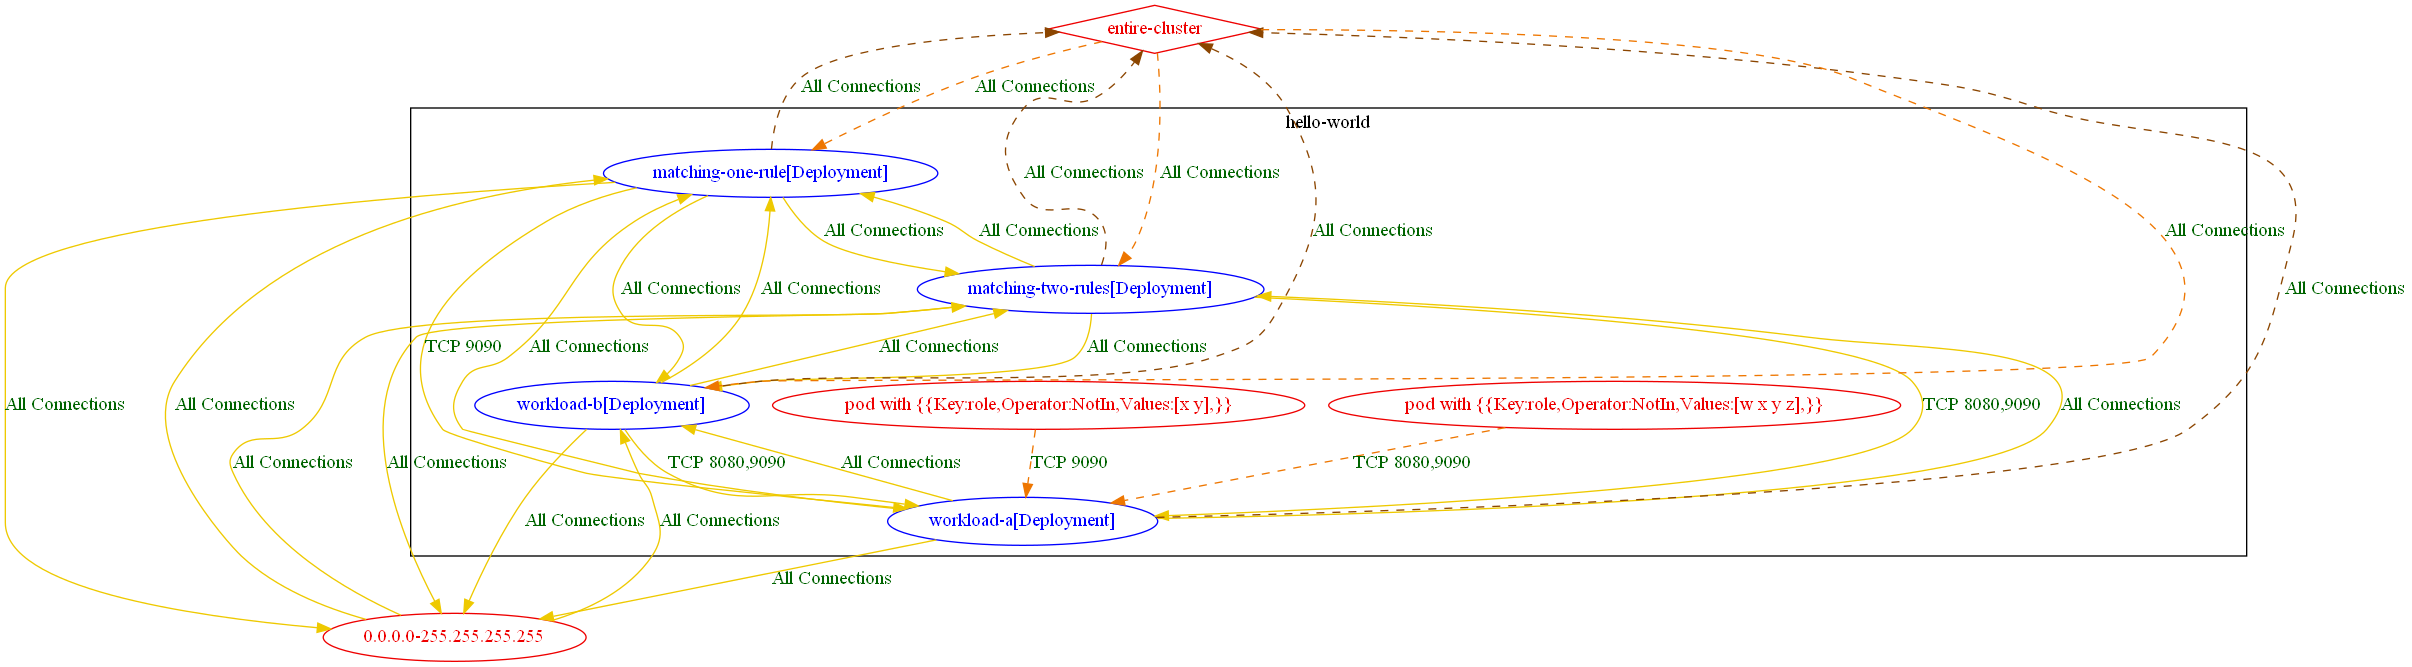 entire-cluster
All Connections
All Connections
hello-world
matching-one-rule[Deployment]
All Connections
All Connections
All Connections
All Connections
All Connections
All Connections
All Connections
All Connections
matching-two-rules[Deployment]
All Connections
TCP 9090
All Connections
All Connections
All Connections
All Connections
All Connections
workload-b[Deployment]
pod with {{Key:role,Operator:NotIn,Values:[x y],}}
pod with {{Key:role,Operator:NotIn,Values:[w x y z],}}
TCP 8080,9090
All Connections
All Connections
All Connections
TCP 8080,9090
All Connections
TCP 9090
TCP 8080,9090
All Connections
All Connections
workload-a[Deployment]
All Connections
0.0.0.0-255.255.255.255